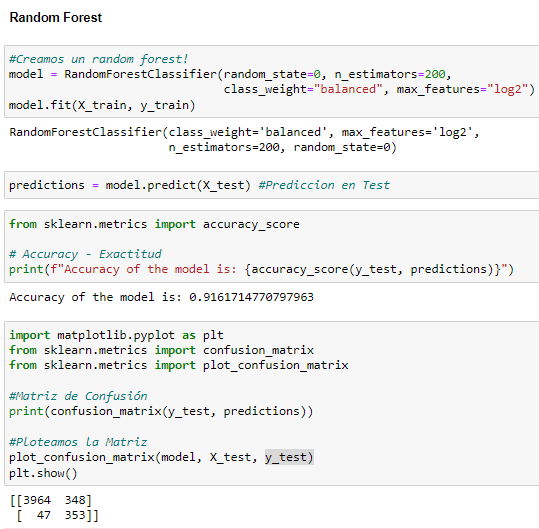 Random Forest
#Creamos un random forest!
model = RandomForestClassifier(random_state=0, n_estimators=200,
                               class_weight="balanced", max_features="log2")
model.fit(X_train, y_train)
RandomForestClassifier(class_weight='balanced', max_features='log2',
                       n_estimators=200, random_state=0)
predictions = model.predict(X_test) #Prediccion en Test
from sklearn.metrics import accuracy_score
# Accuracy - Exactitud
print(f"Accuracy of the model is: {accuracy_score(y_test, predictions)}")
Accuracy of the model is: 0.9161714770797963
import matplotlib.pyplot as plt
from sklearn.metrics import confusion_matrix
from sklearn.metrics import plot_confusion_matrix
#Matriz de Confusión
print(confusion_matrix(y_test, predictions))
#Ploteamos la Matriz
plot_confusion_matrix(model, X_test, y_test)
plt.show()
[[3964  348]
 [  47  353]]